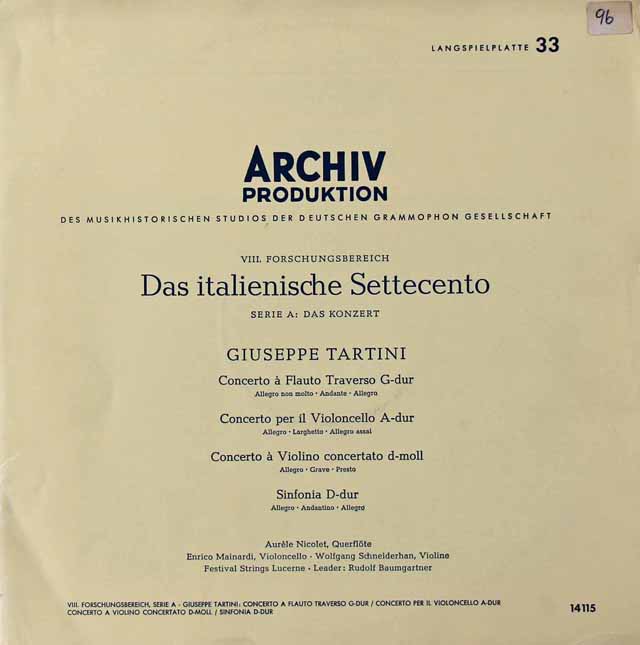 96
LANGSPIELPLATTE 33
ARCHIV
PRODUKTION
DES MUSIKHISTORISCHEN STUDIOS DER DEUTSCHEN GRAMMOPHON GESELLSCHAFT
VIII. FORSCHUNGSBEREICH
Das italienische Settecento
SERIE A: DAS KONZERT
GIUSEPPE TARTINI
Concerto à Flauto Traverso G-dur
Allegro non molto · Andante · Allegro
Concerto per il Violoncello A-dur
Allegro · Larghetto · Allegro assai
Concerto à Violino concertato d-moll
Allegro · Grave · Presto
Sinfonia D-dur
Allegro · Andantino · Allegro
Aurèle Nicolet, Querflöte
Enrico Mainardi, Violoncello · Wolfgang Schneiderhan, Violine
Festival Strings Lucerne · Leader: Rudolf Baumgartner
VIII. FORSCHUNGSBEREICH, SERIE A - GIUSEPPE TARTINI: CONCERTO A FLAUTO TRAVERSO G-DUR / CONCERTO PER IL VIOLONCELLO A-DUR
CONCERTO A VIOLINO CONCERTATO D-MOLL / SINFONIA D-DUR
14115